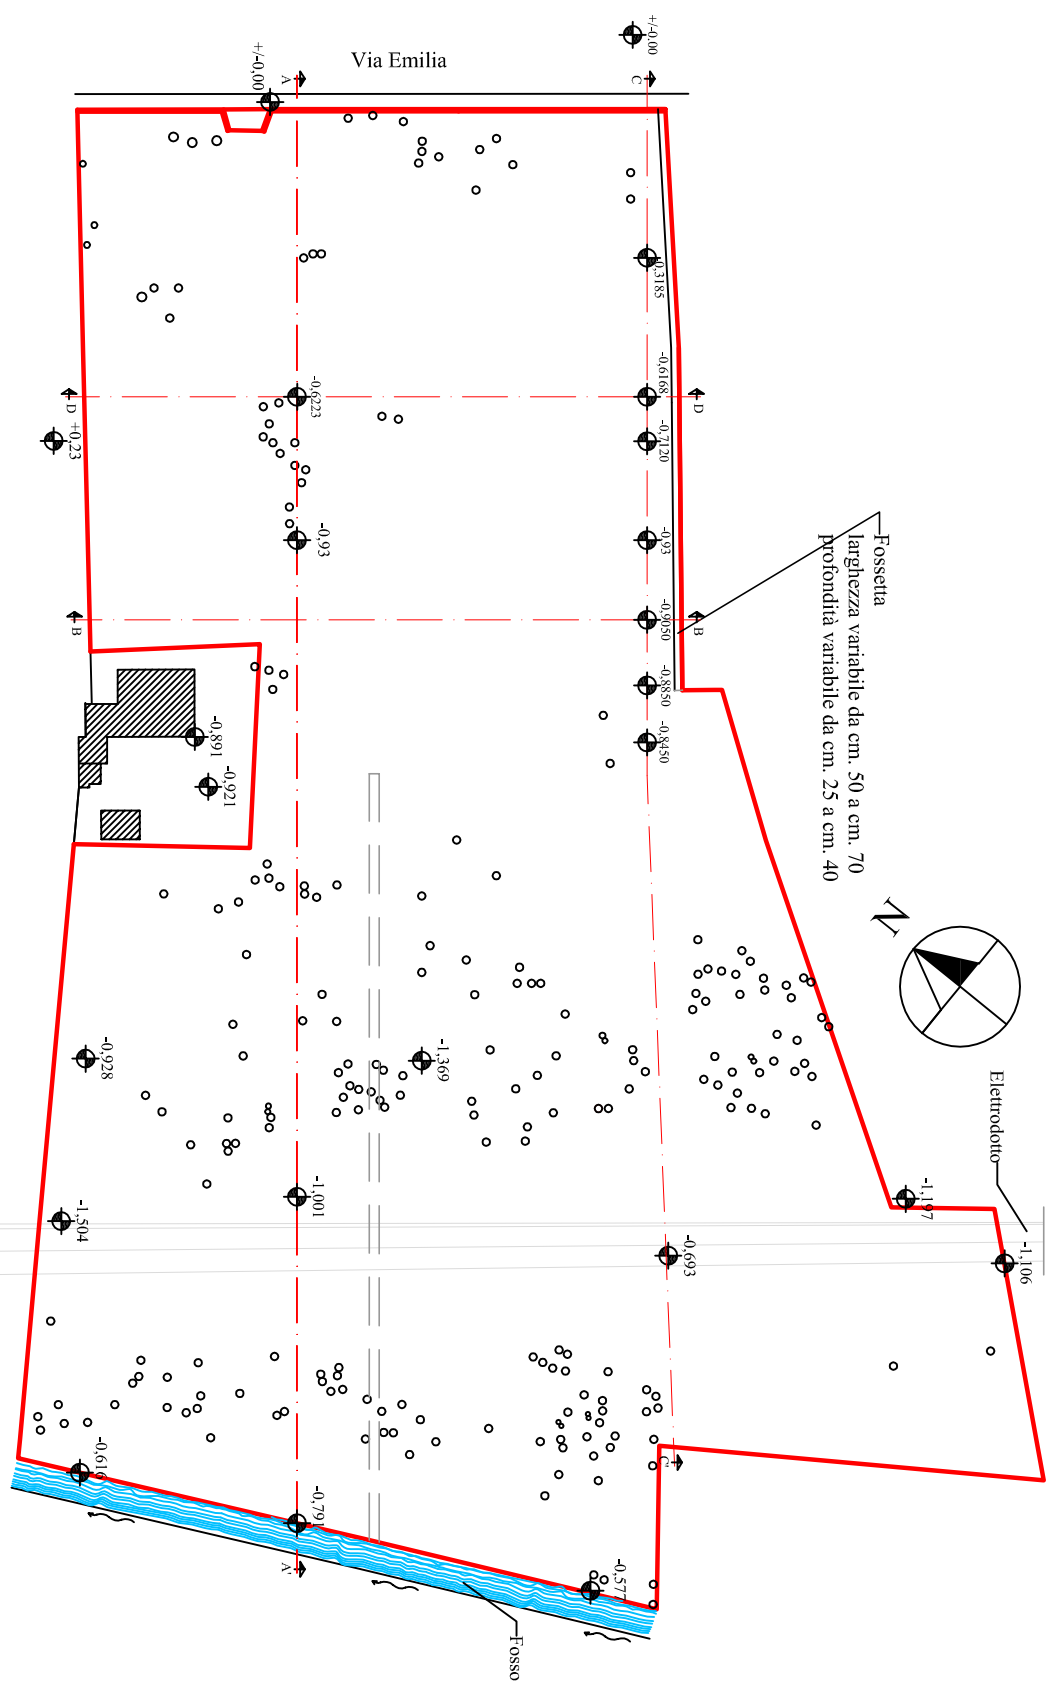 Via Emilia
+/-0,00
+/-0,00
A
C
-0,3185
-0,6168
-0,6223
-0,7120
D
D
+0,23
-0,93
-0,93
-0,9050
B
B
-0,8850
-0,8450
Fossetta
larghezza variabile da cm. 50 a cm. 70
profondità variabile da cm. 25 a cm. 40
-0,891
-0,921
N
-0,928
-1,369
Elettrodotto
-1,001
-1,197
-1,504
-0,693
-1,106
C'
-0,616
-0,791
A'
-0,577
Fosso